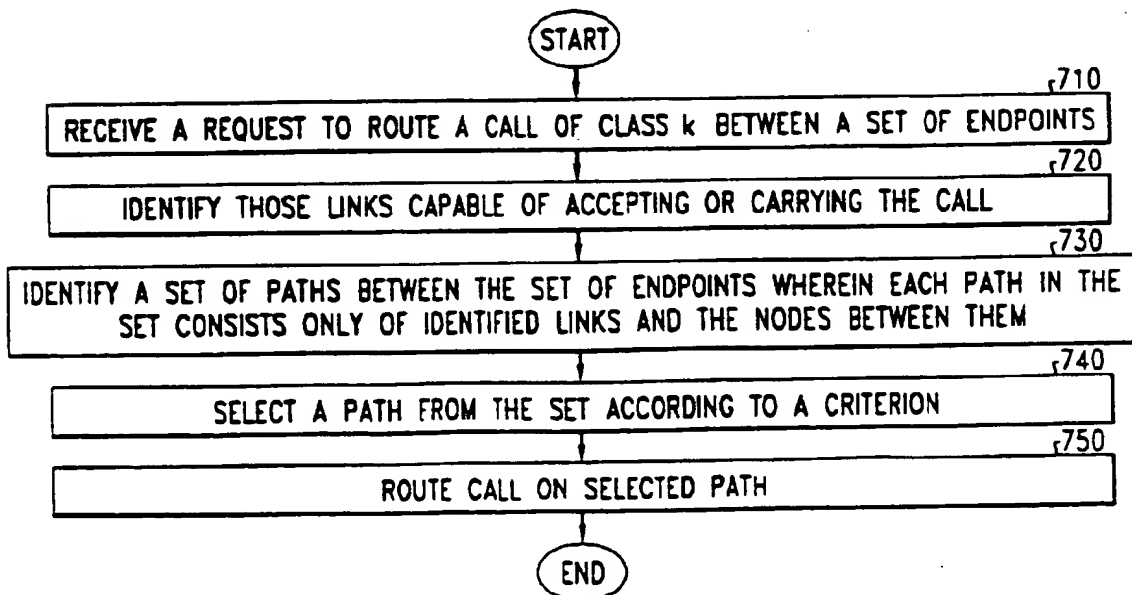 START
710
RECEIVE A REQUEST TO ROUTE A CALL OF CLASS k BETWEEN A SET OF ENDPOINTS
720
IDENTIFY THOSE LINKS CAPABLE OF ACCEPTING OR CARRYING THE CALL
730
IDENTIFY A SET OF PATHS BETWEEN THE SET OF ENDPOINTS WHEREIN EACH PATH IN THE
SET CONSISTS ONLY OF IDENTIFIED LINKS AND THE NODES BETWEEN THEM
740
SELECT A PATH FROM THE SET ACCORDING TO A CRITERION
750
ROUTE CALL ON SELECTED PATH
END